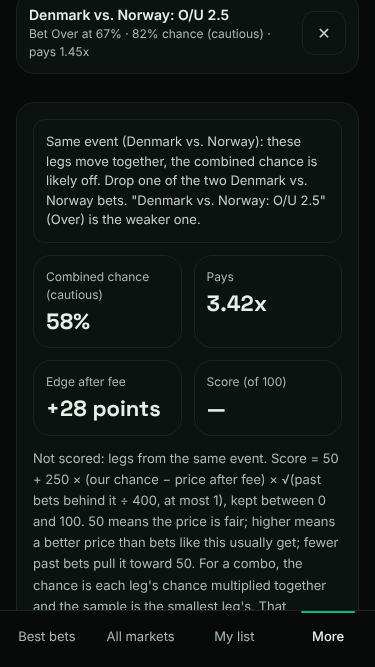 Denmark vs. Norway: O/U 2.5
Bet Over at 67% · 82% chance (cautious) ·
pays 1.45x
✕
Same event (Denmark vs. Norway): these
legs move together, the combined chance is
likely off. Drop one of the two Denmark vs.
Norway bets. "Denmark vs. Norway: O/U 2.5"
(Over) is the weaker one.
Combined chance
(cautious)
58%
Pays
3.42x
Edge after fee
+28 points
Score (of 100)
—
Not scored: legs from the same event. Score = 50
+ 250 × (our chance − price after fee) × √(past
bets behind it ÷ 400, at most 1), kept between 0
and 100. 50 means the price is fair; higher means
a better price than bets like this usually get; fewer
past bets pull it toward 50. For a combo, the
chance is each leg's chance multiplied together
and the sample is the smallest leg's. That
Best bets
All markets
My list
More